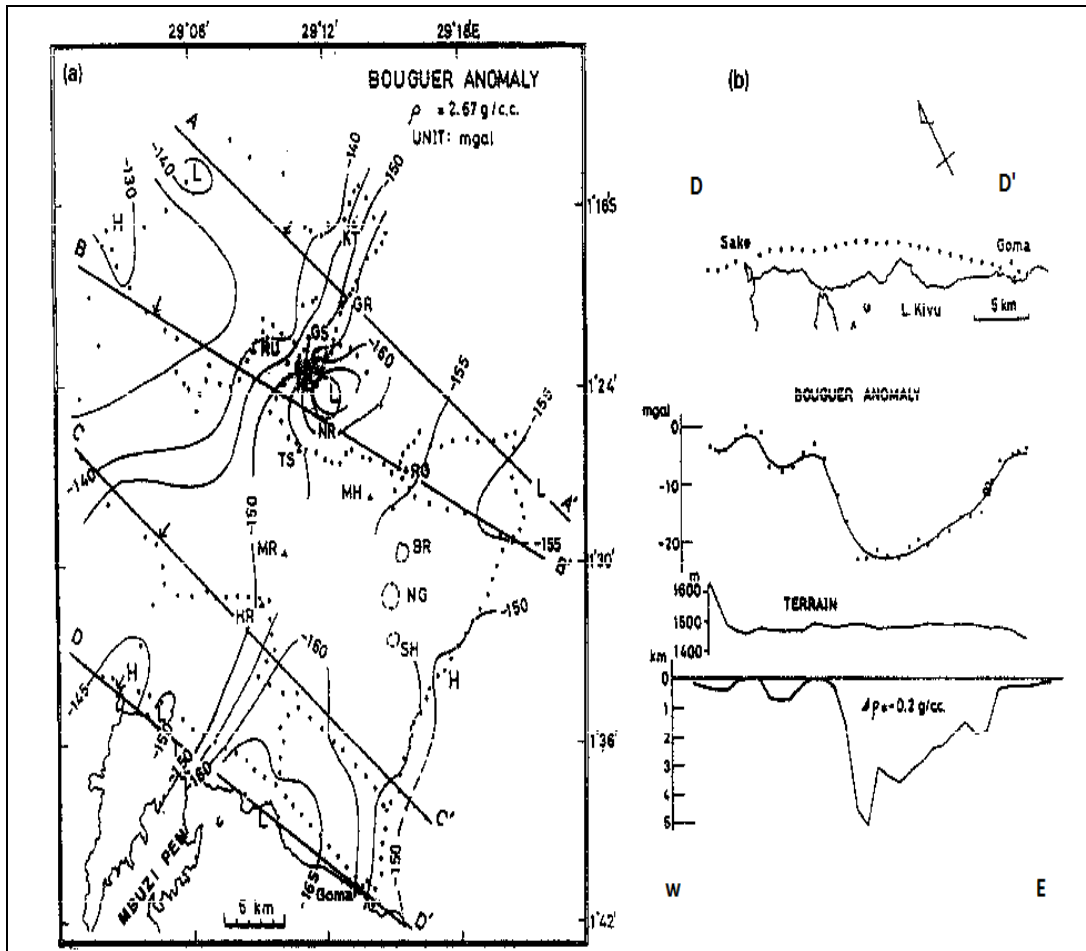 29°06'
29°12'
29°18'E
(a)
BOUGUER ANOMALY
ρ = 2.67 g/c.c.
UNIT: mgal
A
-140
L
-140
-150
-130
H
KT
1°16'
B
GR
GS
NU
-160
-155
1°24'
L
NR
-155
C
TS
RG
-140
MH
L
A'
-150
-155
MR
BR
B'
1°30'
NG
HR
-150
D
-160
SH
H
H
-145
-150
1°36'
-150
-160
C'
L
MBUZI PEN
-150
-165
Goma
D'
5 km
1°42'
(b)
D
D'
Sake
Goma
L. Kivu
5 km
BOUGUER ANOMALY
mgal
0
-10
-20
m
1600
1500
1400
TERRAIN
km
0
1
2
3
4
5
Δρ=-0.2 g/cc.
W
E